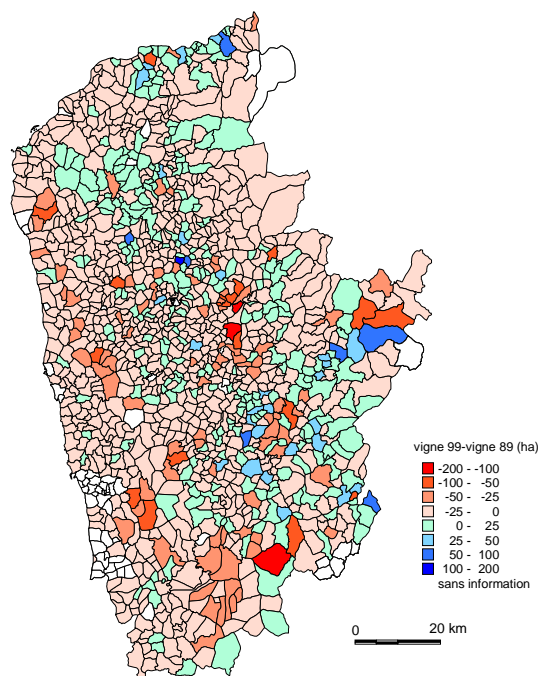 vigne 99-vigne 89 (ha)
-200 - -100
-100 - -50
-50 - -25
-25 - 0
0 - 25
25 - 50
50 - 100
100 - 200
sans information
0 20 km